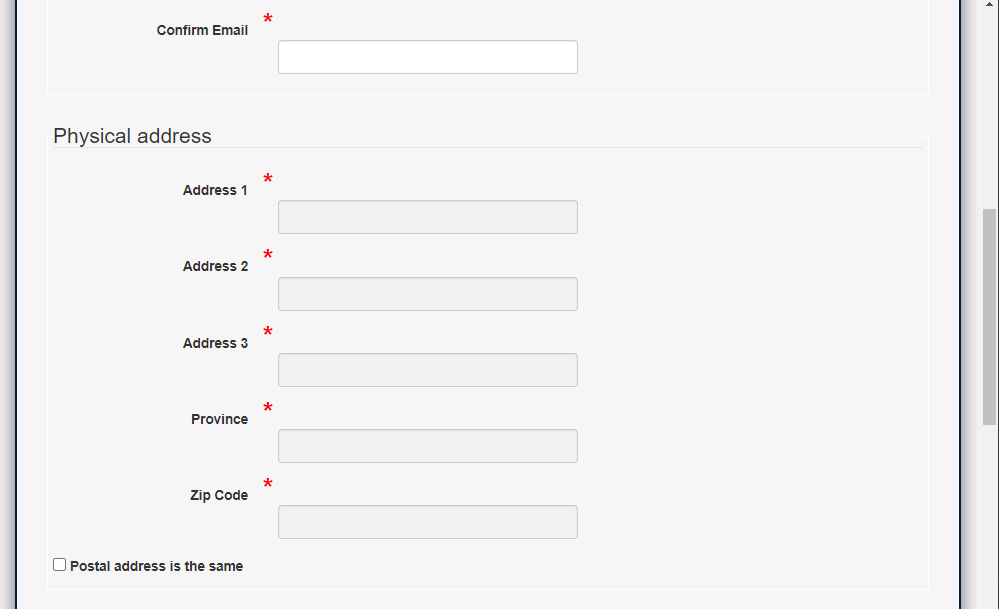 Confirm Email *
Physical address
Address 1 *
Address 2 *
Address 3 *
Province *
Zip Code *
Postal address is the same